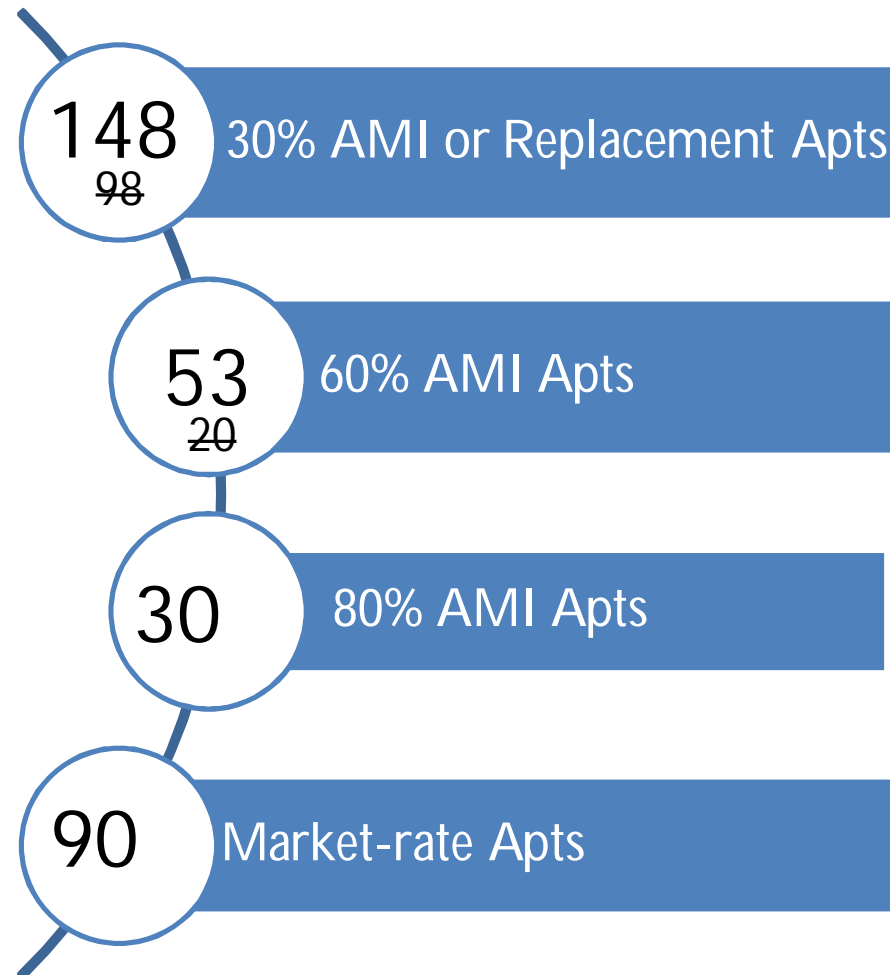 148
98
30% AMI or Replacement Apts
53
20
60% AMI Apts
30
80% AMI Apts
90
Market-rate Apts